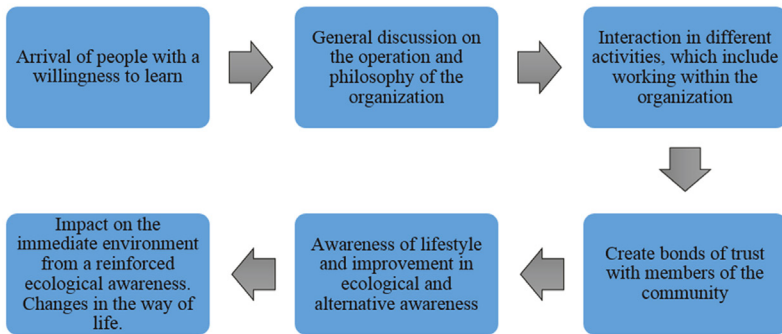 Arrival of people with a
willingness to learn
General discussion on
the operation and
philosophy of the
organization
Interaction in different
activities, which include
working within the
organization
Create bonds of trust
with members of the
community
Awareness of lifestyle
and improvement in
ecological and
alternative awareness
Impact on the
immediate environment
from a reinforced
ecological awareness.
Changes in the way of
life.